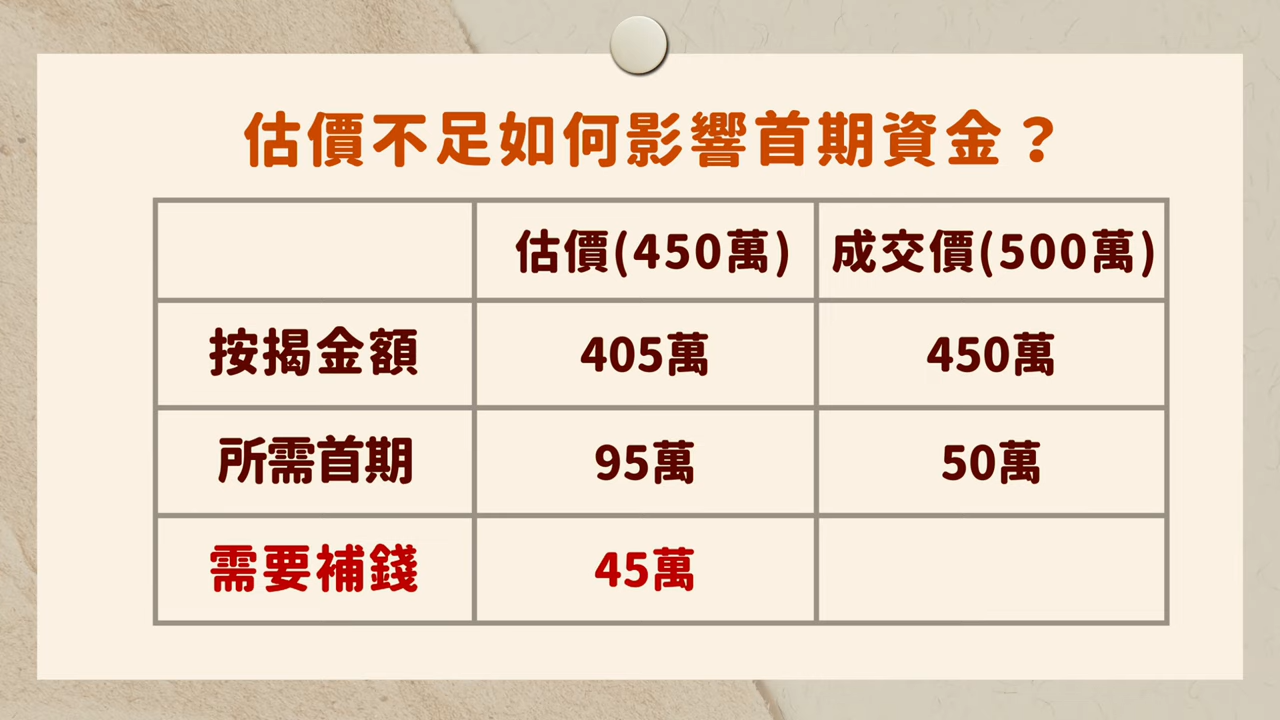 估價不足如何影響首期資金？
估價(450萬) 成交價(500萬)
按揭金額 405萬 450萬
所需首期 95萬 50萬
需要補錢 45萬